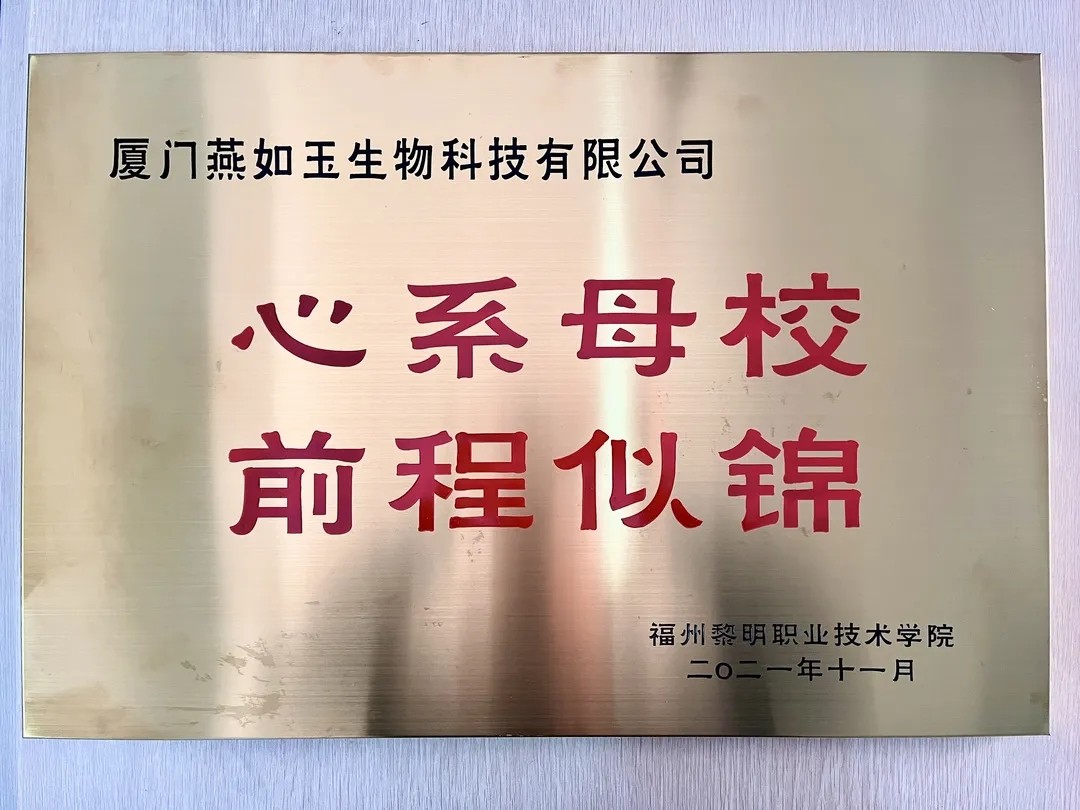 厦门燕如玉生物科技有限公司
心系母校
前程似锦
福州黎明职业技术学院
二〇二一年十一月